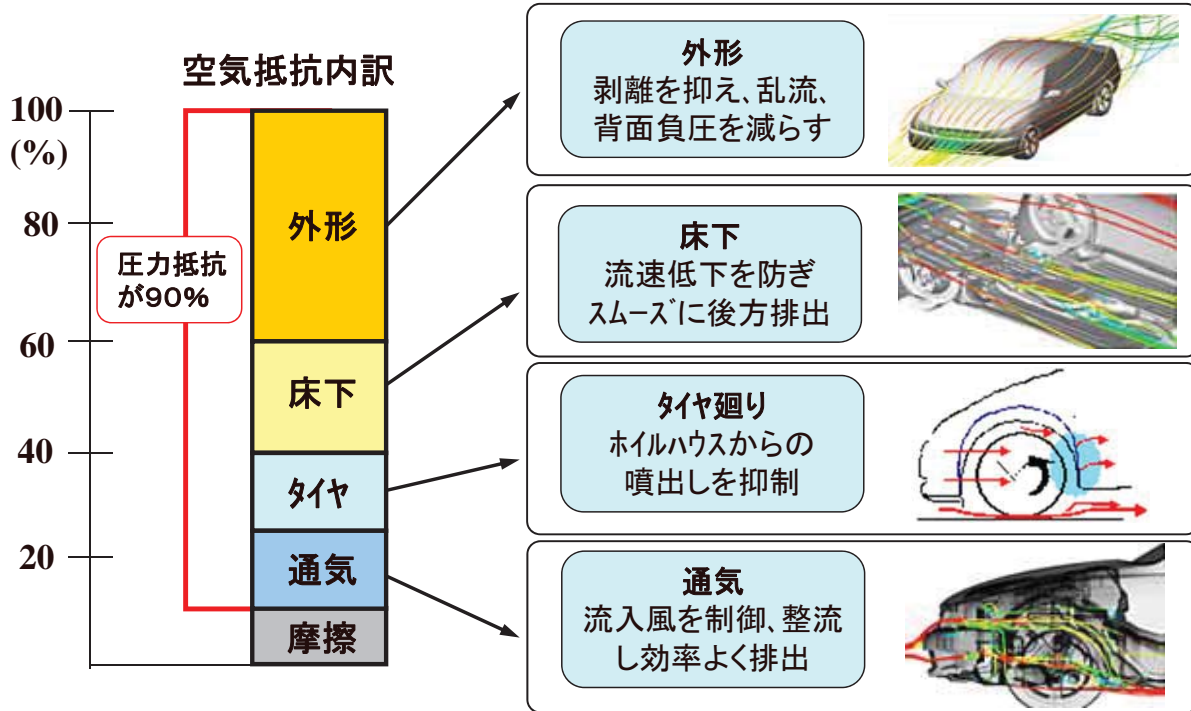 空気抵抗内訳
100
(%)
80
60
40
20
圧力抵抗
が90%
外形
床下
タイヤ
通気
摩擦
外形
剥離を抑え、乱流、
背面負圧を減らす
床下
流速低下を防ぎ
スムーズに後方排出
タイヤ廻り
ホイルハウスからの
噴出しを抑制
通気
流入風を制御、整流
し効率よく排出